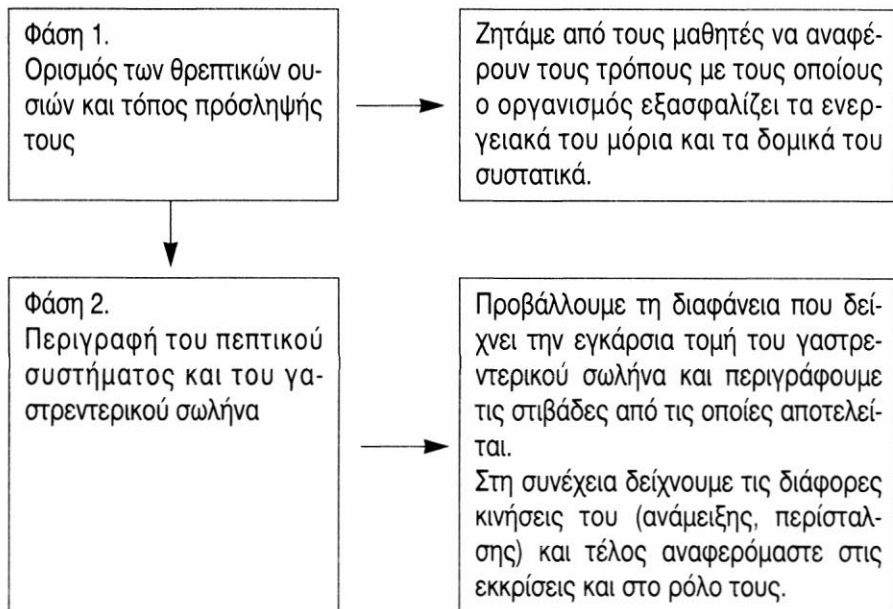 Φάση 1.
Ορισμός των θρεπτικών ου-
σιών και τόπος πρόσληψής
τους
Ζητάμε από τους μαθητές να αναφέ-
ρουν τους τρόπους με τους οποίους
ο οργανισμός εξασφαλίζει τα ενερ-
γειακά του μόρια και τα δομικά του
συστατικά.
Φάση 2.
Περιγραφή του πεπτικού
συστήματος και του γα-
στρεντερικού σωλήνα
Προβάλλουμε τη διαφάνεια που δεί-
χνει την εγκάρσια τομή του γαστρε-
ντερικού σωλήνα και περιγράφουμε
τις στιβάδες από τις οποίες αποτελεί-
ται.
Στη συνέχεια δείχνουμε τις διάφορες
κινήσεις του (ανάμειξης, περίσταλ-
σης) και τέλος αναφερόμαστε στις
εκκρίσεις και στο ρόλο τους.